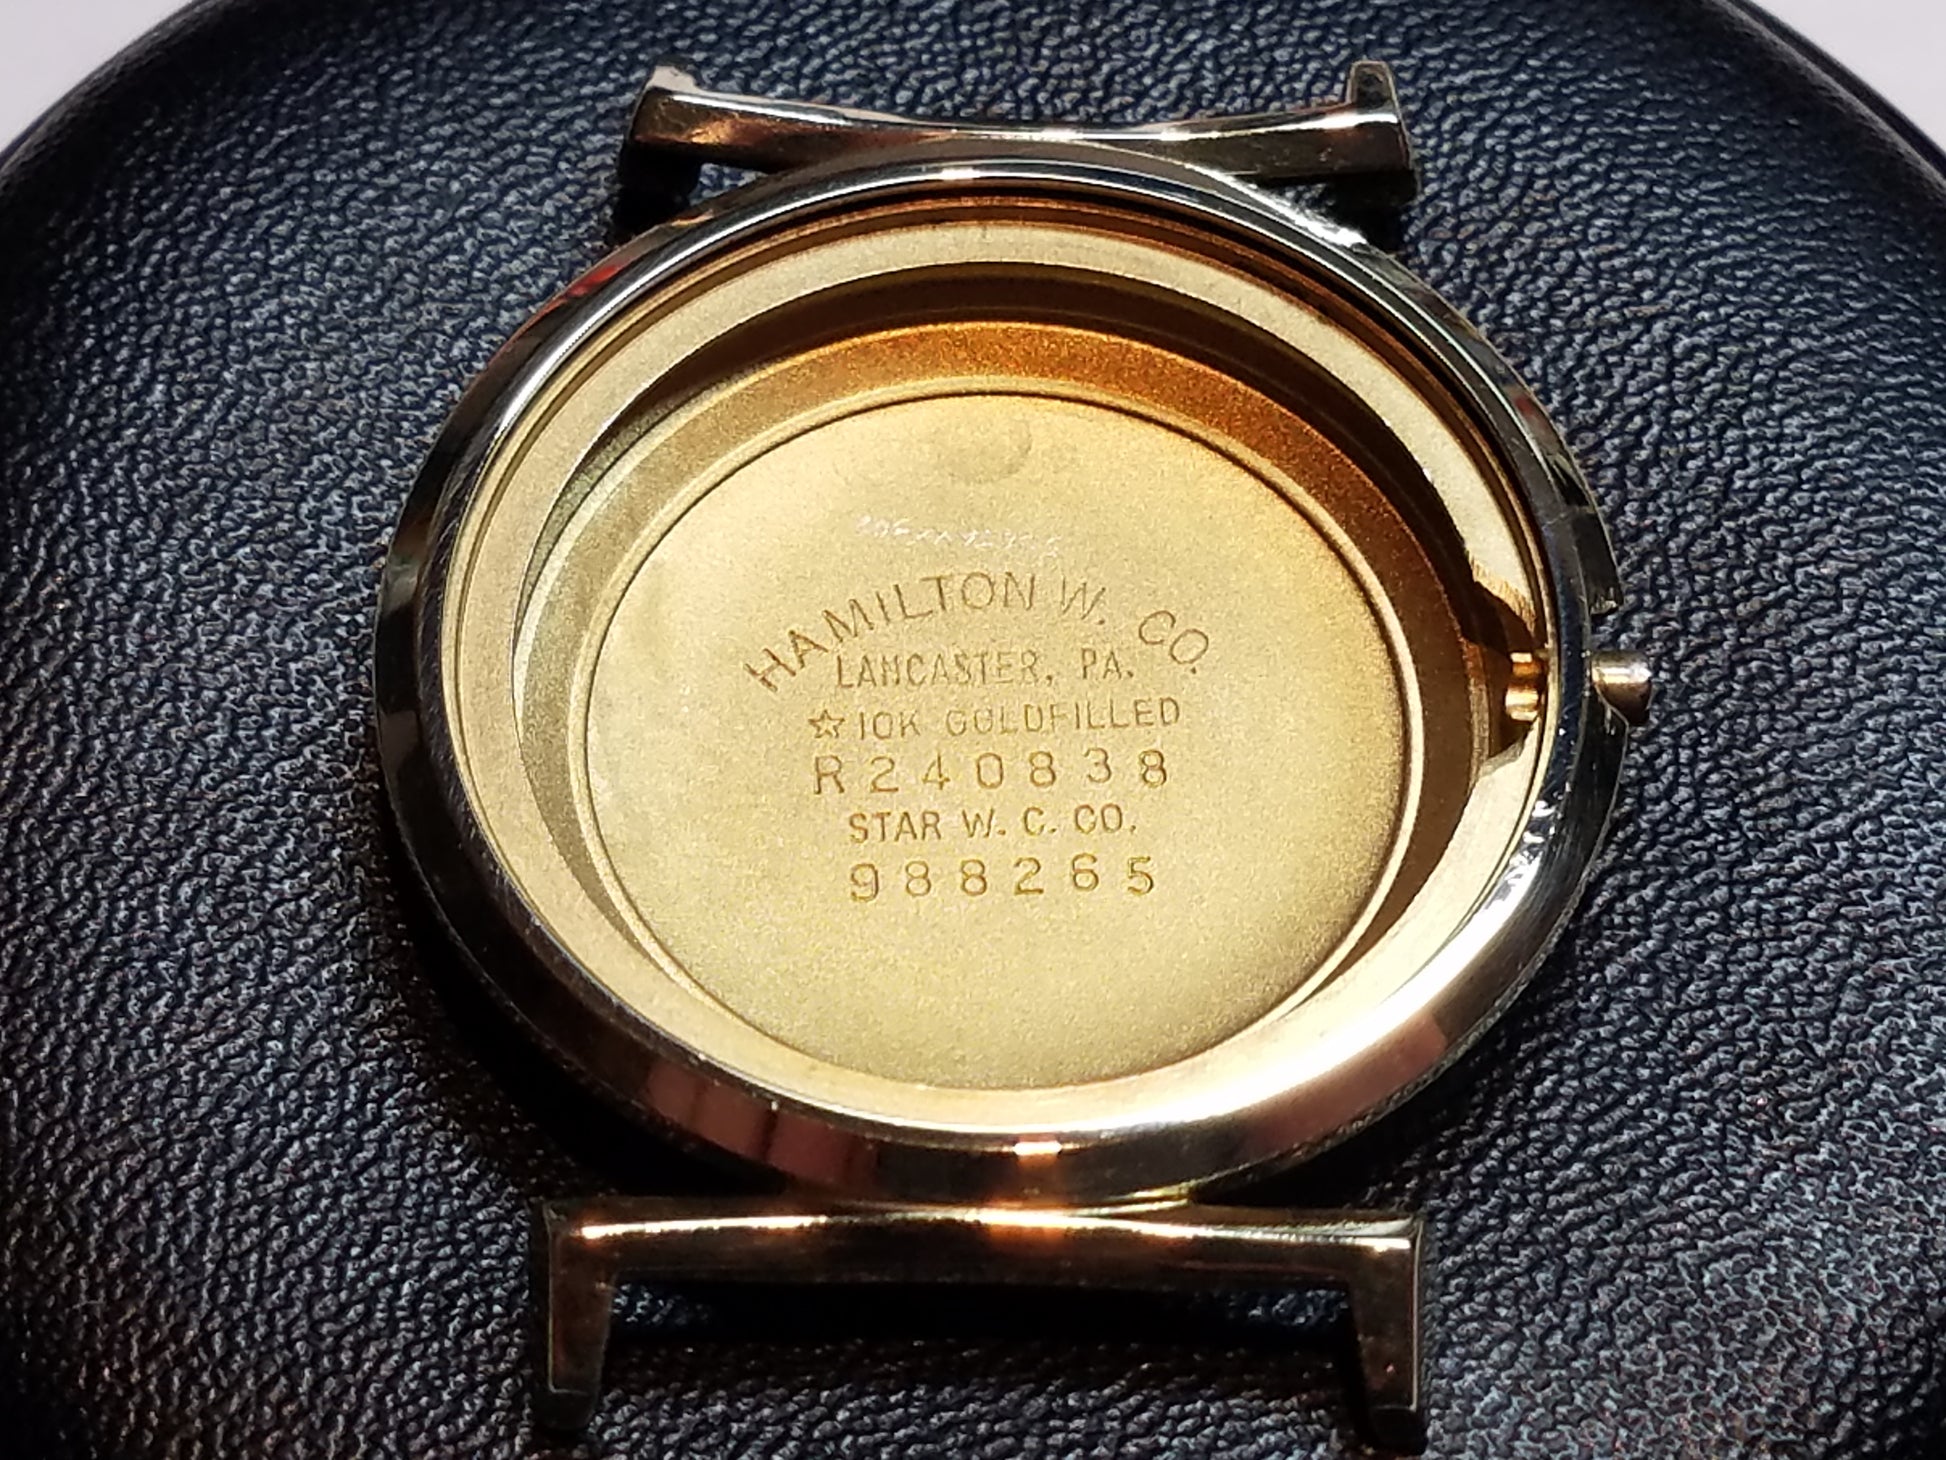 HAMILTON W. CO.
LANCASTER, PA.
☆10K GOLDFILLED
R240838
STAR W. C. CO.
988265